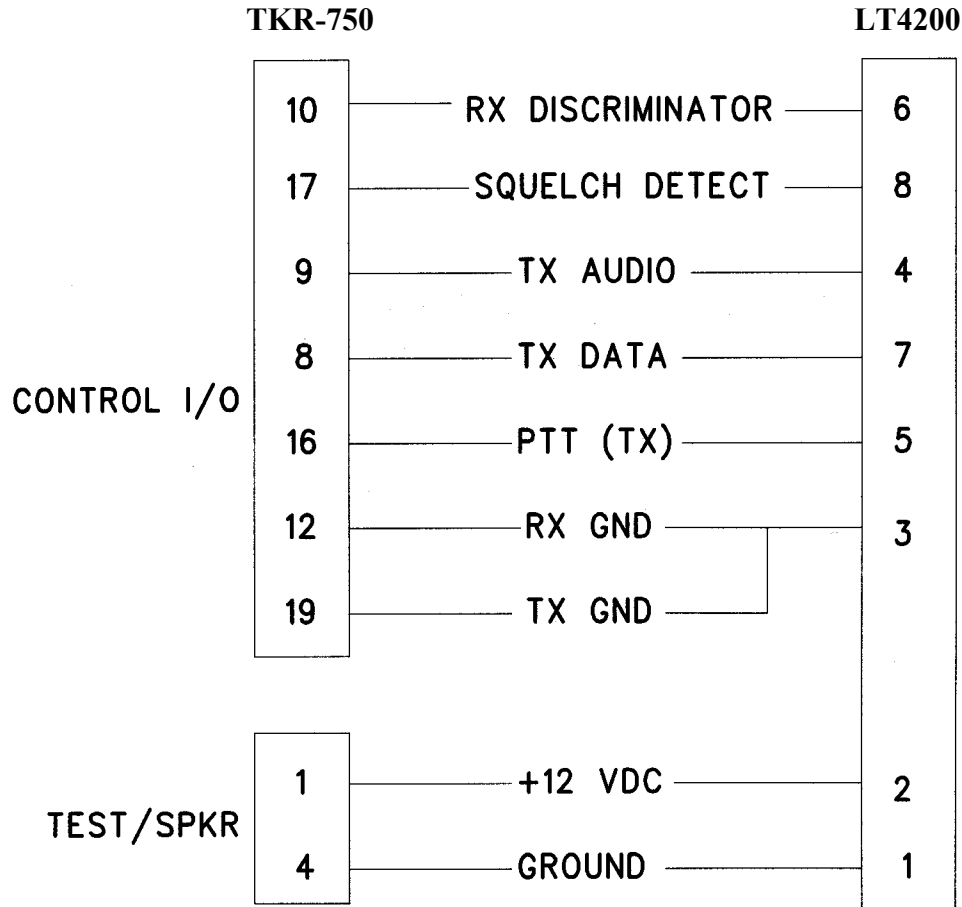 TKR-750 LT4200
10 RX DISCRIMINATOR 6
17 SQUELCH DETECT 8
9 TX AUDIO 4
8 TX DATA 7
CONTROL I/O
16 PTT (TX) 5
12 RX GND 3
19 TX GND
1 +12 VDC 2
TEST/SPKR
4 GROUND 1